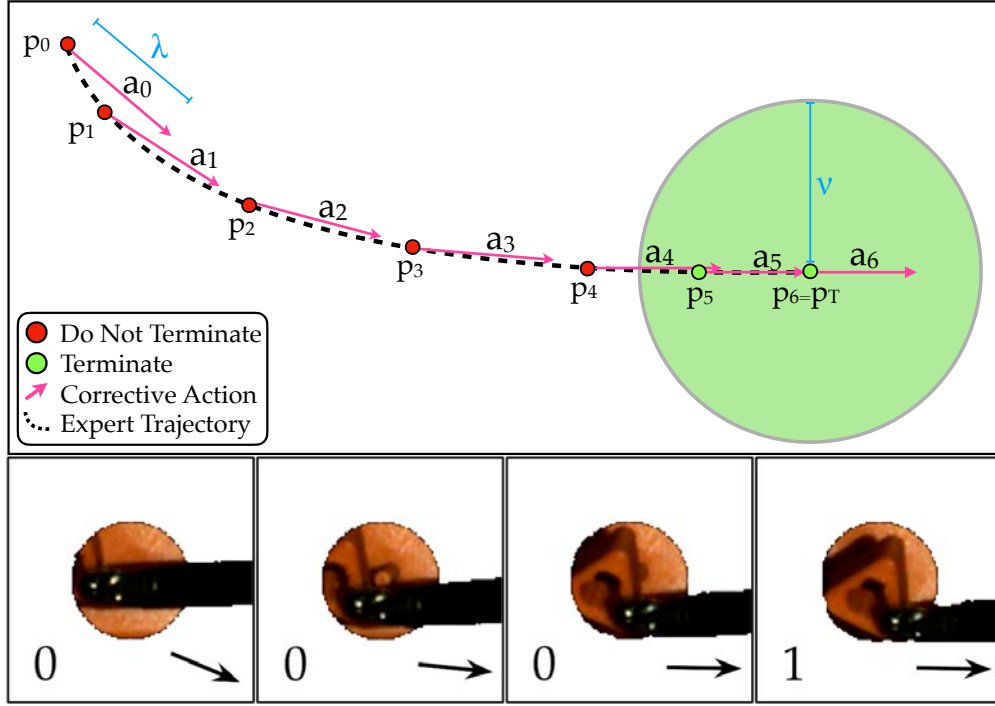 p0
λ
a0
p1
a1
p2
a2
p3
a3
p4
a4
p5
a5
p6=pT
a6
ν
Do Not Terminate
Terminate
Corrective Action
Expert Trajectory
0
0
0
1